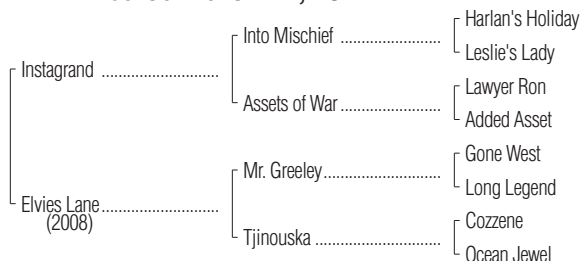 Harlan's Holiday
Into Mischief
Leslie's Lady
Instagrand
Lawyer Ron
Assets of War
Added Asset
Gone West
Mr. Greeley
Long Legend
Elvies Lane
(2008)
Cozzene
Tjinouska
Ocean Jewel